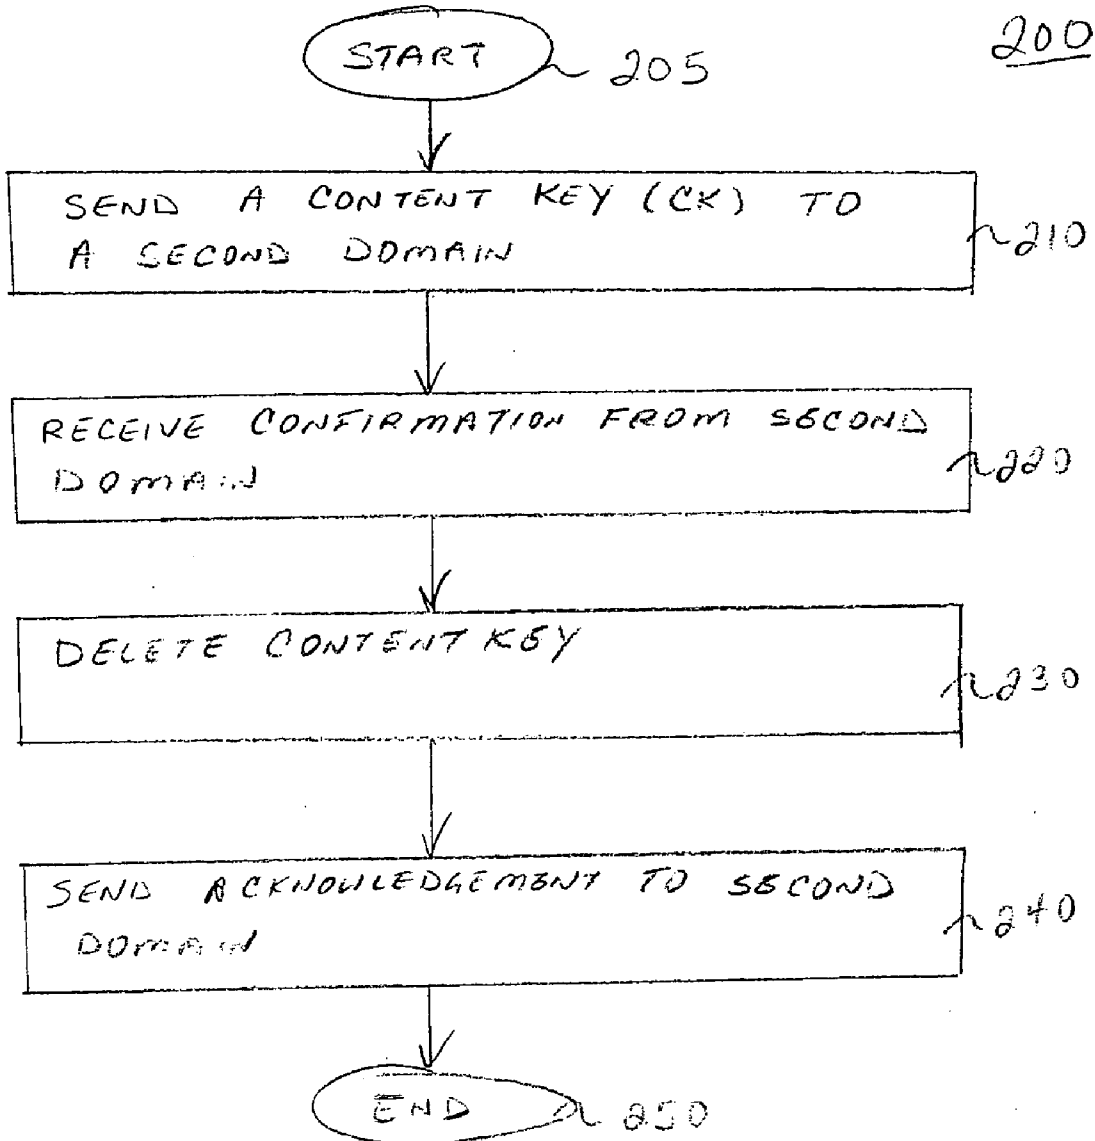 200
START 205
SEND A CONTENT KEY (CK) TO
A SECOND DOMAIN
210
RECEIVE CONFIRMATION FROM SECOND
DOMAIN
220
DELETE CONTENT KEY
230
SEND ACKNOWLEDGEMENT TO SECOND
DOMAIN
240
END 250